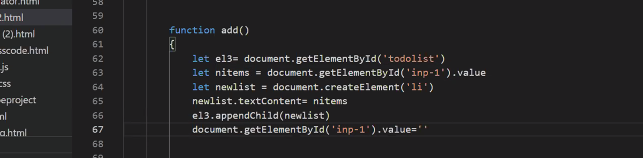 ator.html
2.html
(2).html
sscode.html
.js
css
eproject
ml
g.html
58
59
60 function add()
61 {
62 let el3= document.getElementById('todolist')
63 let nitems = document.getElementById('inp-1').value
64 let newlist = document.createElement('li')
65 newlist.textContent= nitems
66 el3.appendChild(newlist)
67 document.getElementById('inp-1').value=''
68
69